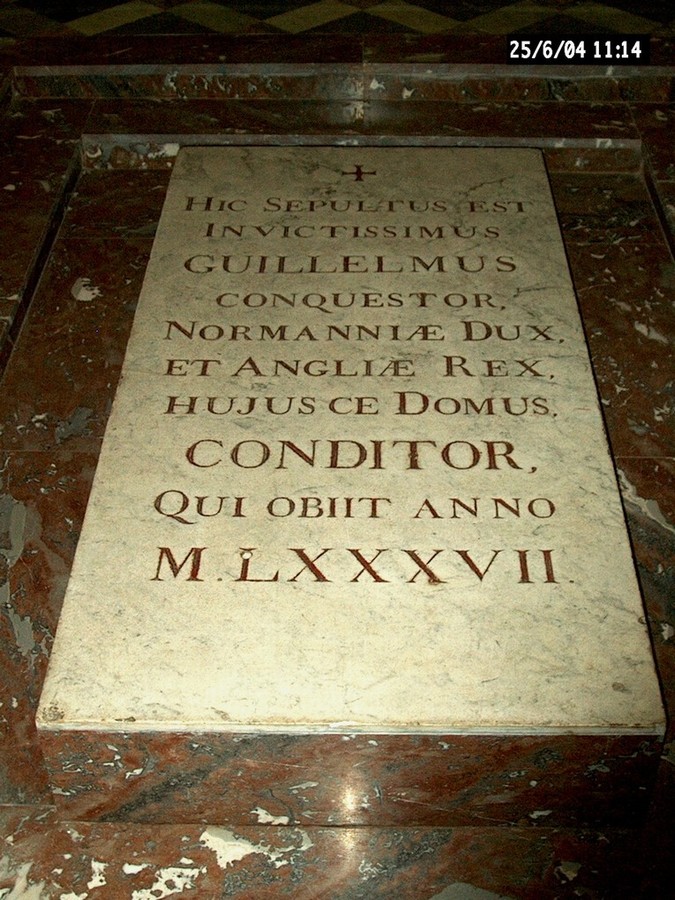 25/6/04 11:14
HIC SEPULTUS EST
INVICTISSIMUS
GUILLELMUS
CONQUESTOR,
NORMANNIÆ DUX,
ET ANGLIÆ REX,
HUJUS CE DOMUS,
CONDITOR,
QUI OBIIT ANNO
M.LXXXVII.